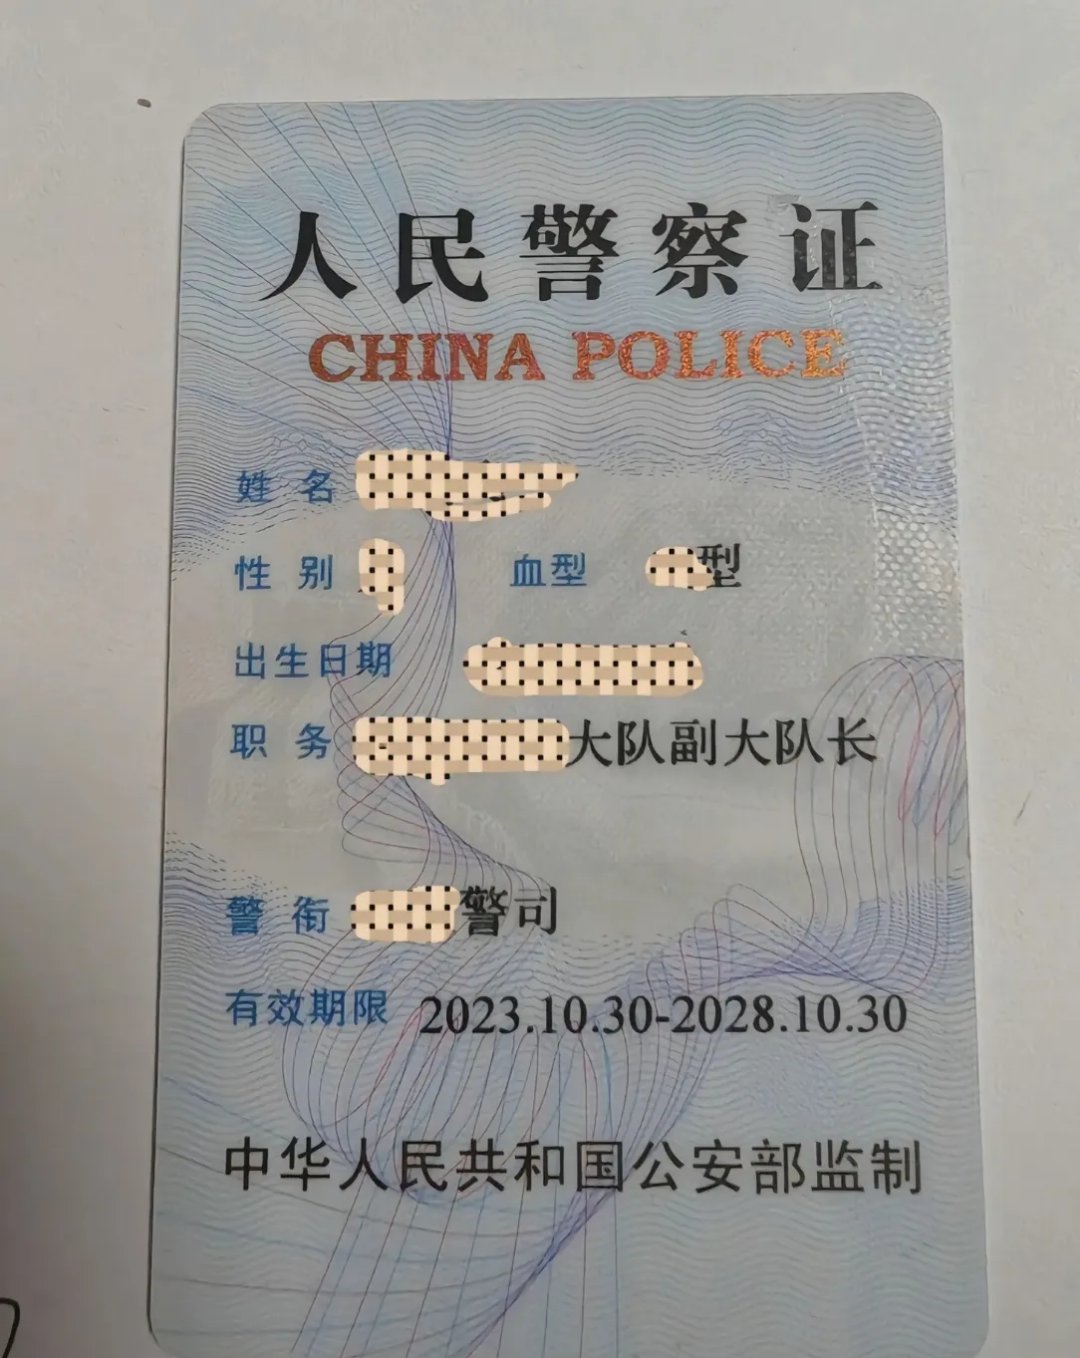 人民警察证
CHINA POLICE
姓 名
性 别 血型 型
出生日期
职 务 大队副大队长
警 衔 警司
有效期限 2023.10.30-2028.10.30
中华人民共和国公安部监制